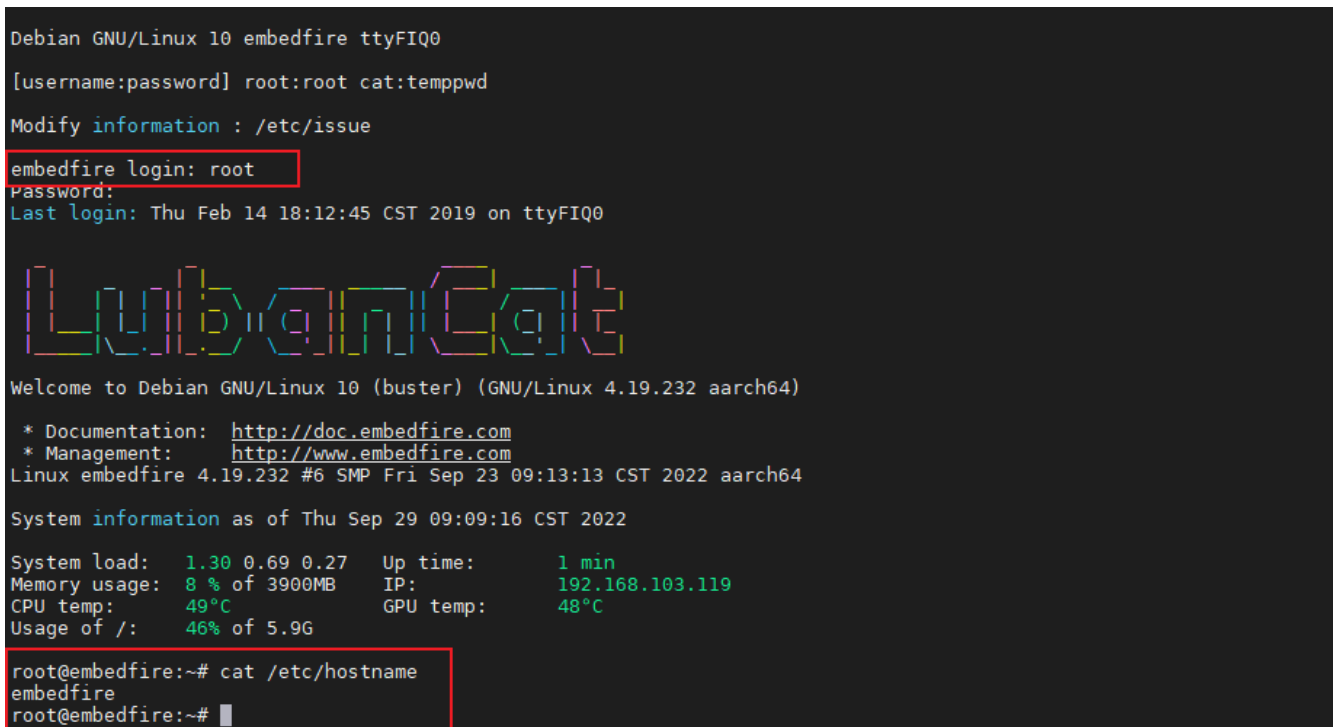 Debian GNU/Linux 10 embedfire ttyFIQ0
[username:password] root:root cat:temppwd
Modify information : /etc/issue
embedfire login: root
Password:
Last login: Thu Feb 14 18:12:45 CST 2019 on ttyFIQ0
LubanCat
Welcome to Debian GNU/Linux 10 (buster) (GNU/Linux 4.19.232 aarch64)
* Documentation: http://doc.embedfire.com
* Management: http://www.embedfire.com
Linux embedfire 4.19.232 #6 SMP Fri Sep 23 09:13:13 CST 2022 aarch64
System information as of Thu Sep 29 09:09:16 CST 2022
System load: 1.30 0.69 0.27 Up time: 1 min
Memory usage: 8 % of 3900MB IP: 192.168.103.119
CPU temp: 49°C GPU temp: 48°C
Usage of /: 46% of 5.9G
root@embedfire:~# cat /etc/hostname
embedfire
root@embedfire:~#